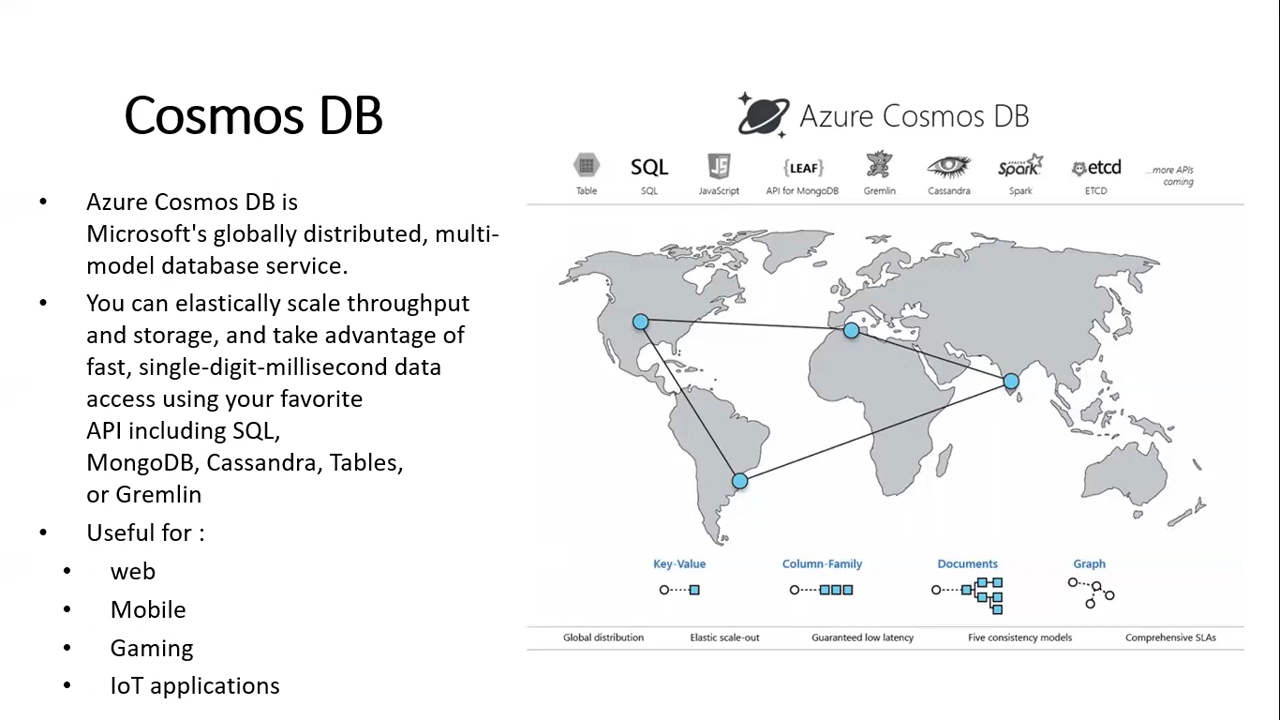 Cosmos DB
• Azure Cosmos DB is
Microsoft's globally distributed, multi-
model database service.
• You can elastically scale throughput
and storage, and take advantage of
fast, single-digit-millisecond data
access using your favorite
API including SQL,
MongoDB, Cassandra, Tables,
or Gremlin
• Useful for :
• web
• Mobile
• Gaming
• IoT applications
Azure Cosmos DB
SQL JS {LEAF} APACHE Spark etcd ...more APIs
coming
Table SQL JavaScript API for MongoDB Gremlin Cassandra Spark ETCD
Key-Value Column-Family Documents Graph
Global distribution Elastic scale-out Guaranteed low latency Five consistency models Comprehensive SLAs